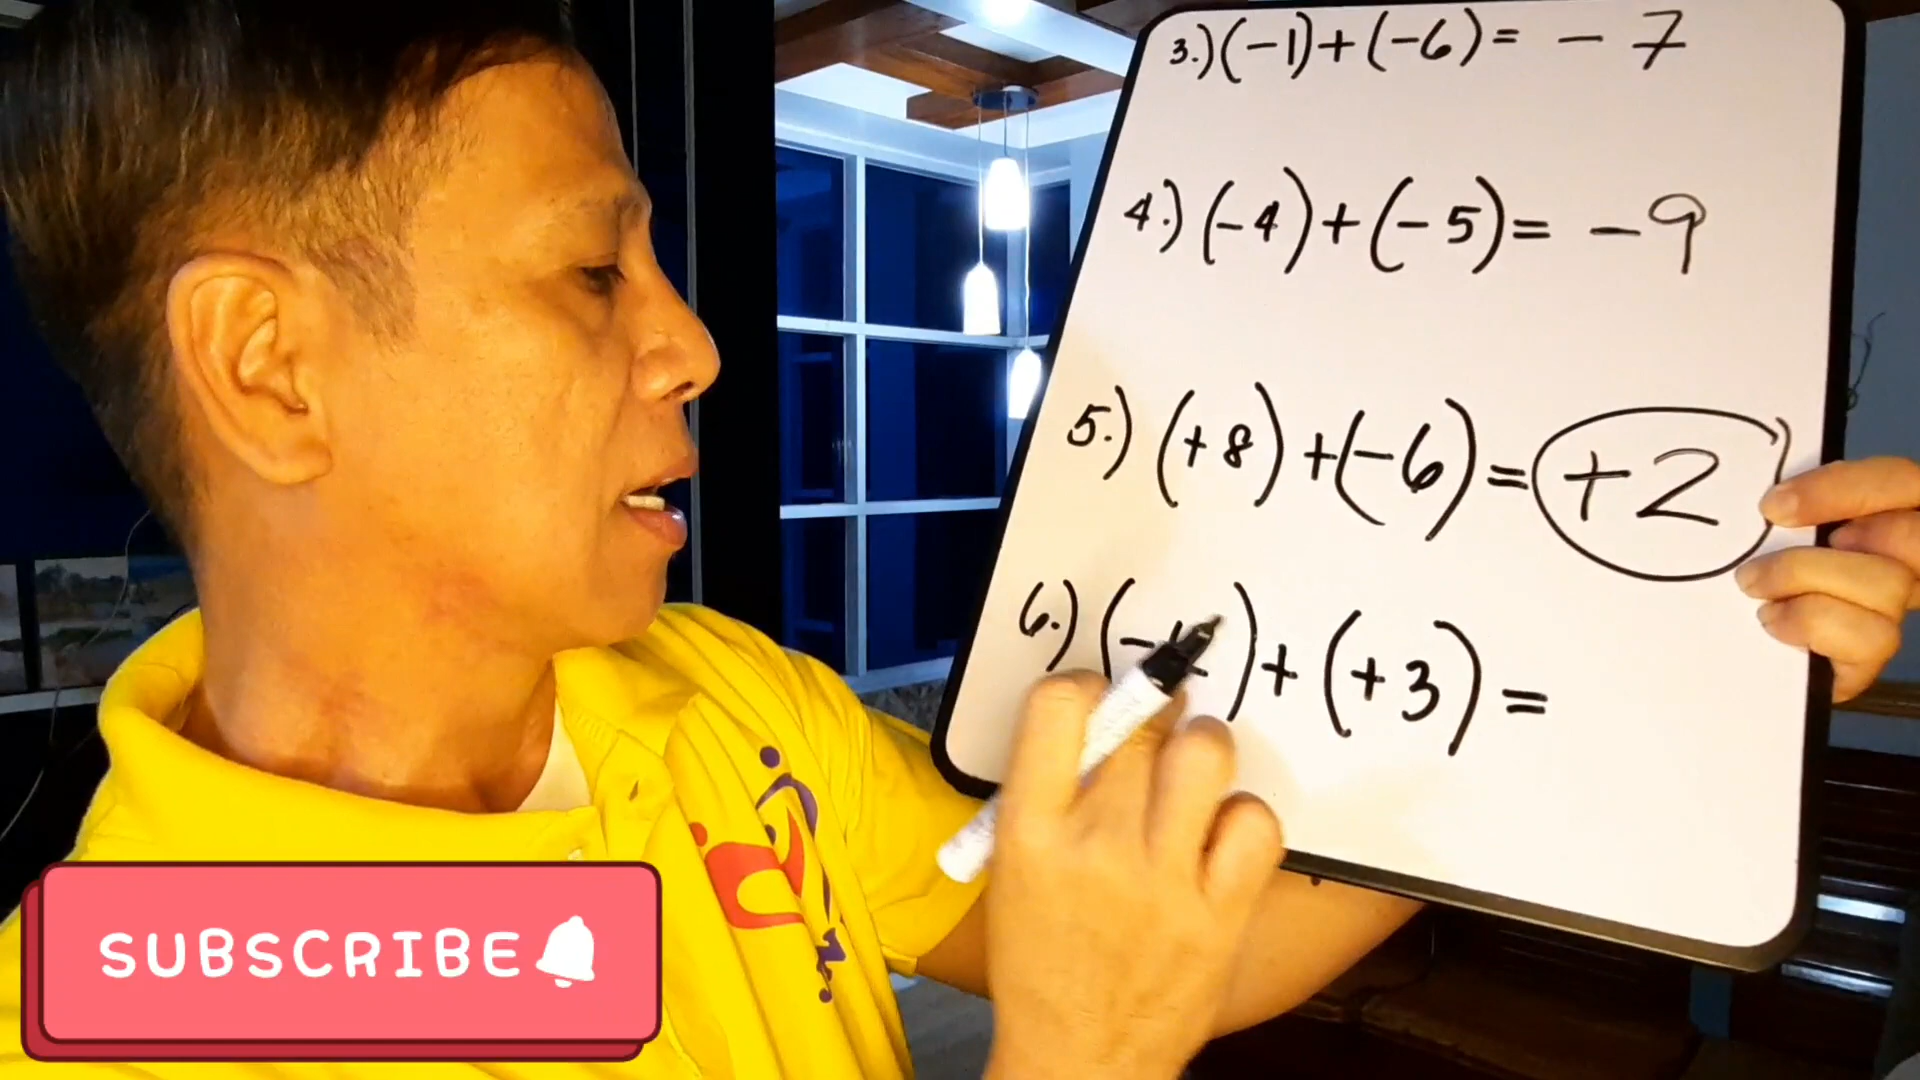 3.) (-1) + (-6) = - 7
4.) (-4) + (-5) = - 9
5.) (+8) + (-6) = +2
6.) (- ) + (+3) =
SUBSCRIBE